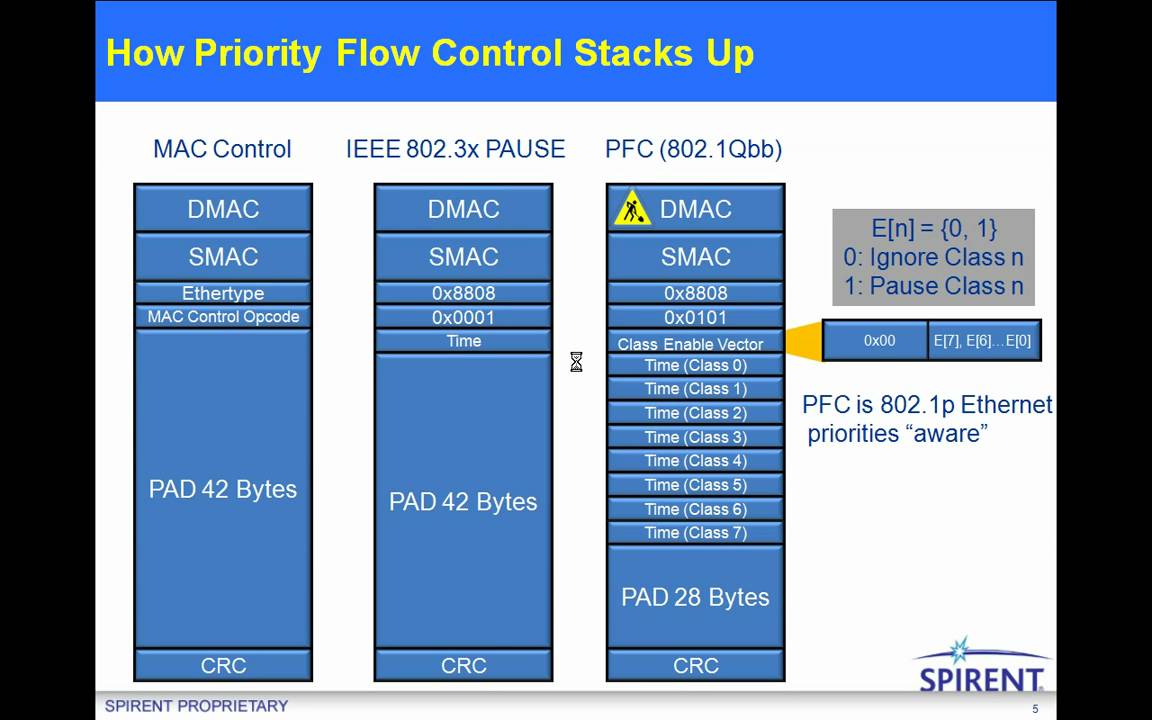 How Priority Flow Control Stacks Up
MAC Control
DMAC
SMAC
Ethertype
MAC Control Opcode
PAD 42 Bytes
CRC
IEEE 802.3x PAUSE
DMAC
SMAC
0x8808
0x0001
Time
PAD 42 Bytes
CRC
PFC (802.1Qbb)
DMAC
SMAC
0x8808
0x0101
Class Enable Vector
Time (Class 0)
Time (Class 1)
Time (Class 2)
Time (Class 3)
Time (Class 4)
Time (Class 5)
Time (Class 6)
Time (Class 7)
PAD 28 Bytes
CRC
E[n] = {0, 1}
0: Ignore Class n
1: Pause Class n
0x00
E[7], E[6]...E[0]
PFC is 802.1p Ethernet
priorities “aware”
SPIRENT
SPIRENT PROPRIETARY
5